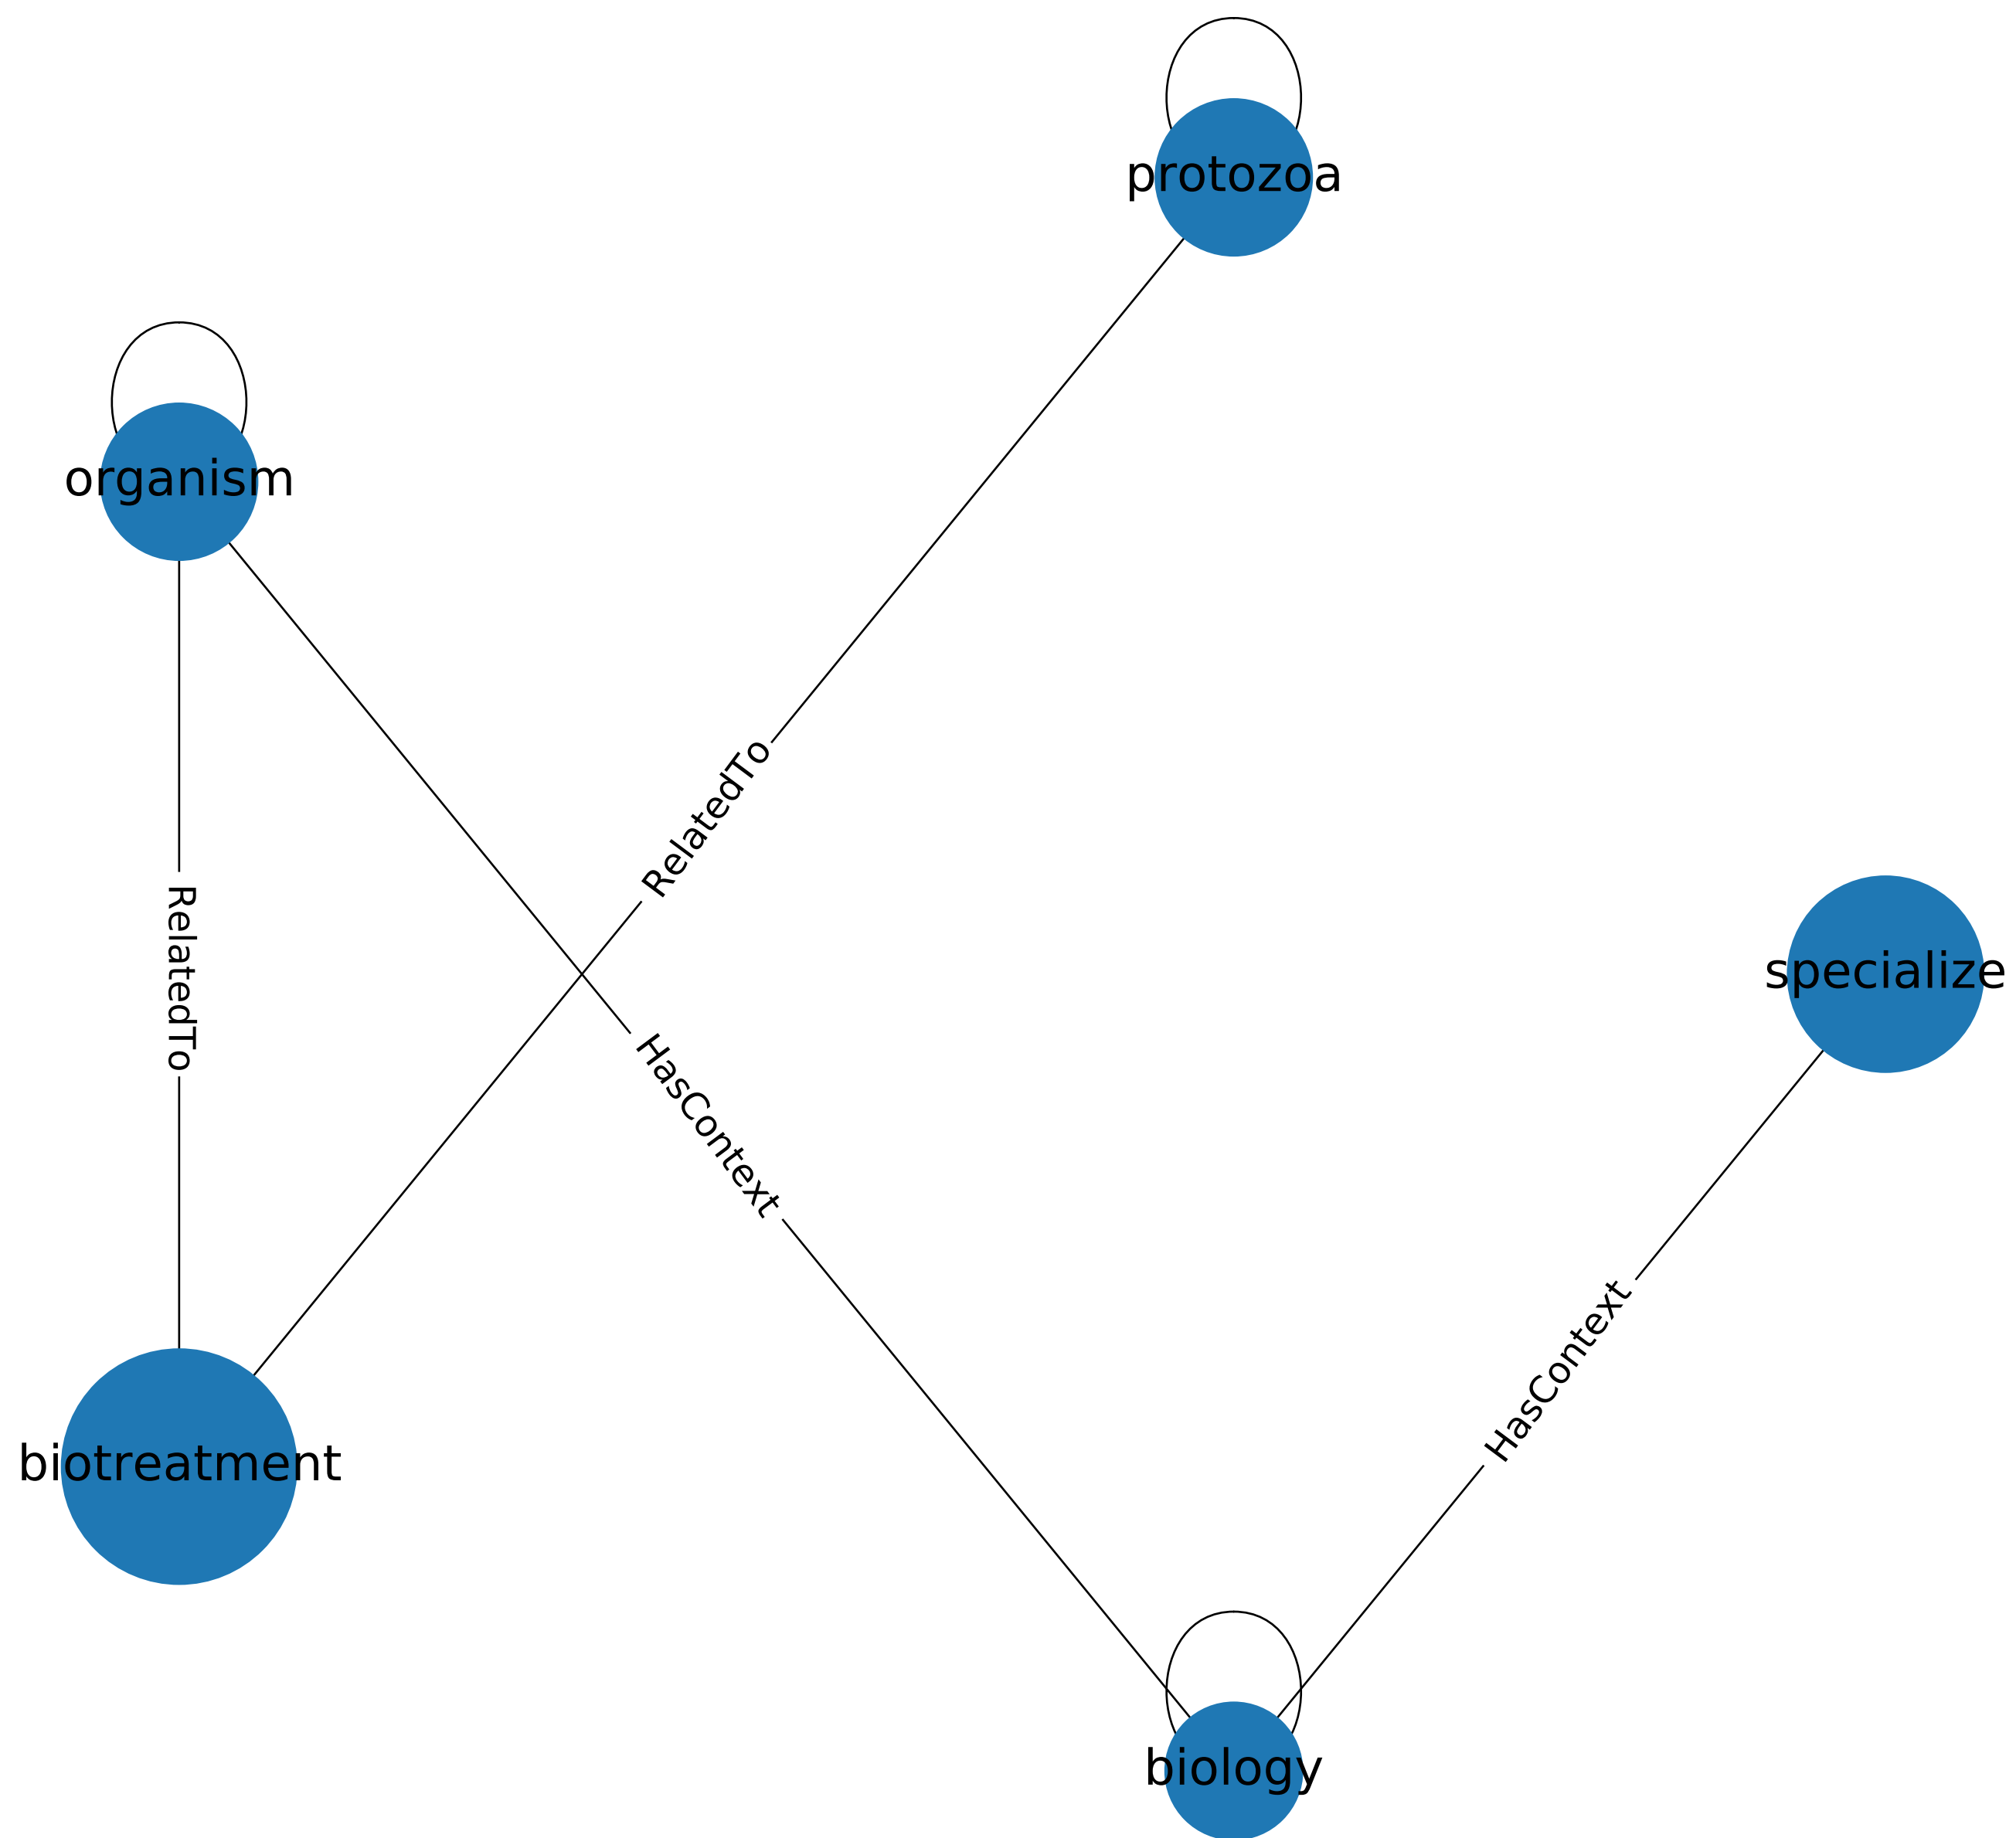 protozoa
organism
RelatedTo
RelatedTo
specialize
HasContext
HasContext
biotreatment
biology